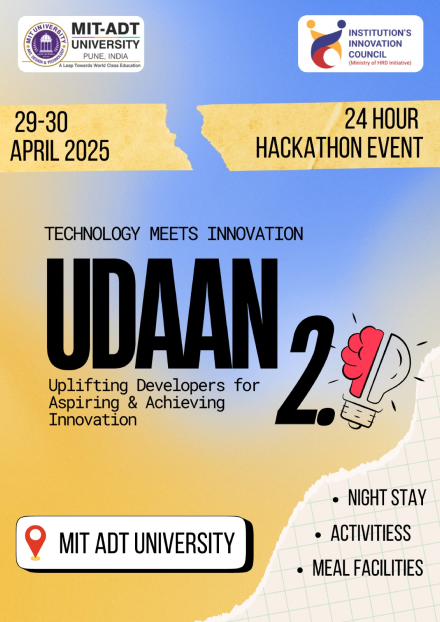 MIT-ADT
UNIVERSITY
PUNE, INDIA
A Leap Towards World Class Education
INSTITUTION'S
INNOVATION
COUNCIL
(Ministry of HRD Initiative)
29-30
APRIL 2025
24 HOUR
HACKATHON EVENT
TECHNOLOGY MEETS INNOVATION
UDAAN
2.
Uplifting Developers for
Aspiring & Achieving
Innovation
• NIGHT STAY
• ACTIVITIESS
• MEAL FACILITIES
MIT ADT UNIVERSITY